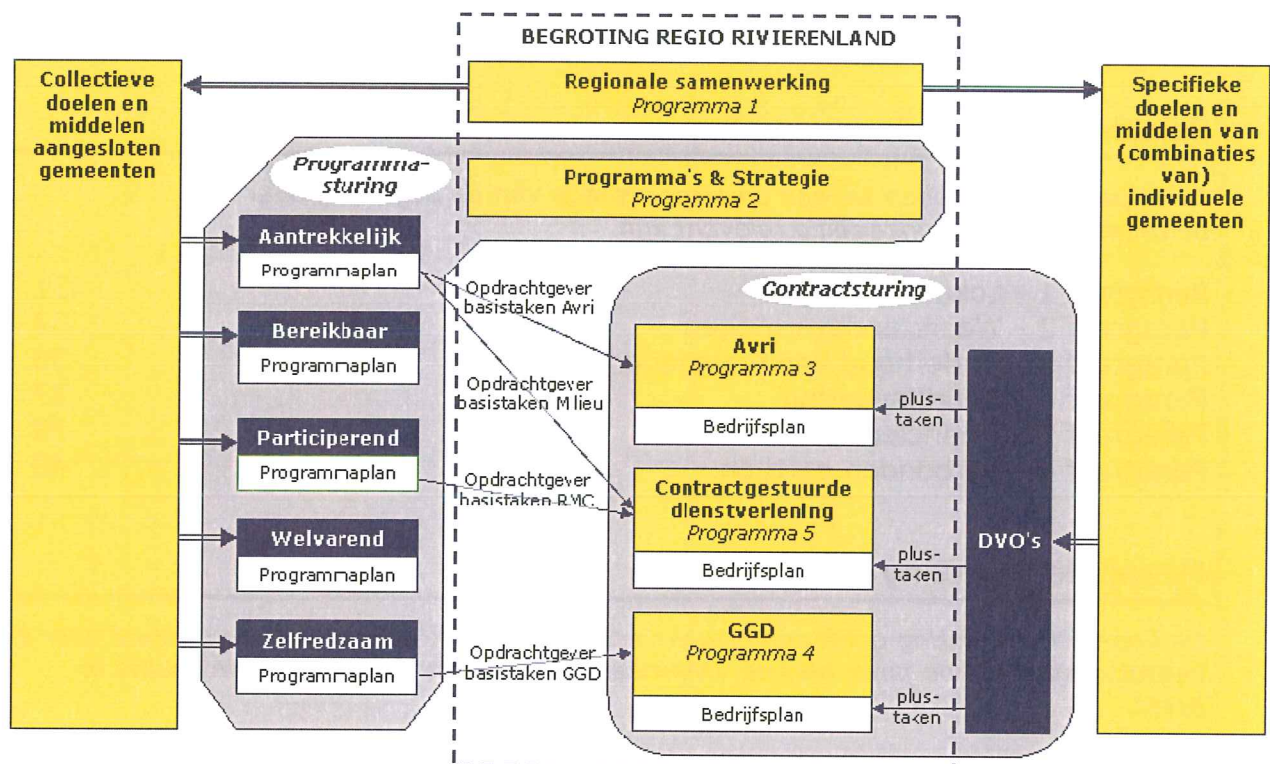 BEGROTING REGIO RIVIERENLAND
Collectieve
doelen en
middelen
aangesloten
gemeenten
Regionale samenwerking
Programma 1
Specifieke
doelen en
middelen van
(combinaties
van)
individuele
gemeenten
Programma-
sturing
Programma's & Strategie
Programma 2
Aantrekkelijk
Programmaplan
Bereikbaar
Programmaplan
Participerend
Programmaplan
Welvarend
Programmaplan
Zelfredzaam
Programmaplan
Opdrachtgever
basistaken Avri
Opdrachtgever
basistaken Milieu
Opdrachtgever
basistaken RMC
Opdrachtgever
basistaken GGD
Contractsturing
Avri
Programma 3
Bedrijfsplan
plus-
taken
Contractgestuurde
dienstverlening
Programma 5
Bedrijfsplan
plus-
taken
GGD
Programma 4
Bedrijfsplan
plus-
taken
DVO's